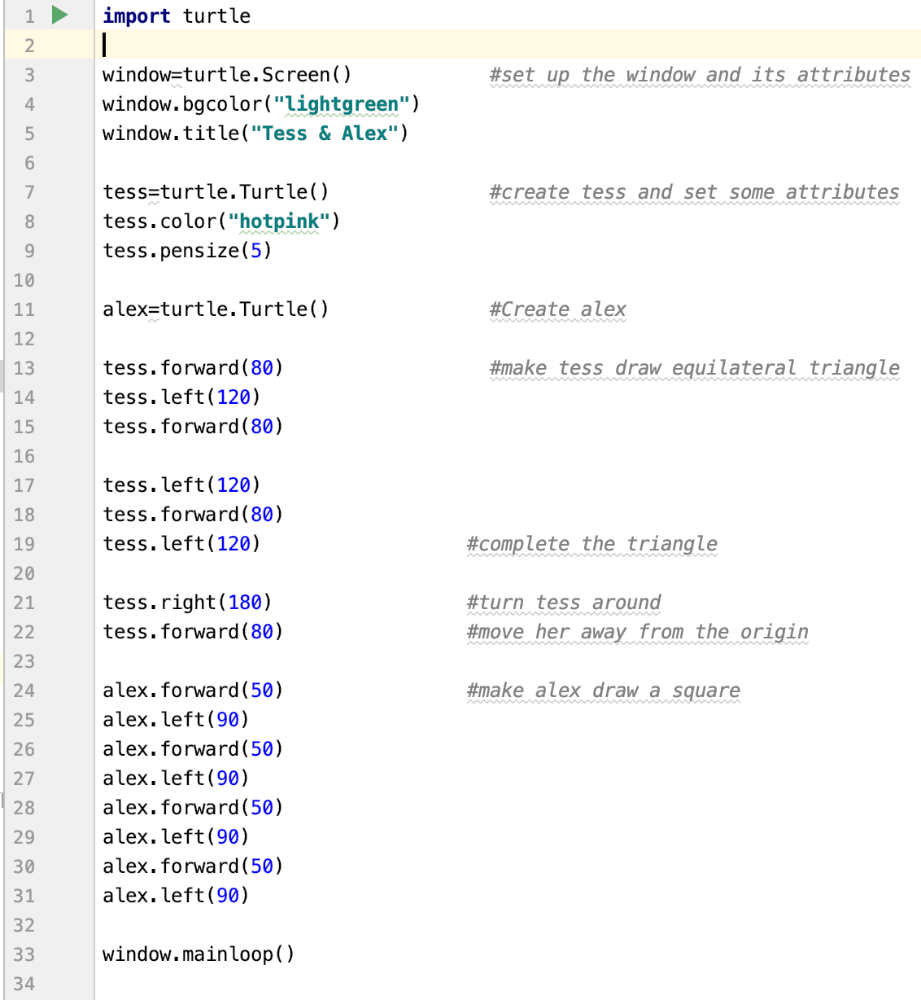 1 import turtle
2
3 window=turtle.Screen() #set up the window and its attributes
4 window.bgcolor("lightgreen")
5 window.title("Tess & Alex")
6
7 tess=turtle.Turtle() #create tess and set some attributes
8 tess.color("hotpink")
9 tess.pensize(5)
10
11 alex=turtle.Turtle() #Create alex
12
13 tess.forward(80) #make tess draw equilateral triangle
14 tess.left(120)
15 tess.forward(80)
16
17 tess.left(120)
18 tess.forward(80)
19 tess.left(120) #complete the triangle
20
21 tess.right(180) #turn tess around
22 tess.forward(80) #move her away from the origin
23
24 alex.forward(50) #make alex draw a square
25 alex.left(90)
26 alex.forward(50)
27 alex.left(90)
28 alex.forward(50)
29 alex.left(90)
30 alex.forward(50)
31 alex.left(90)
32
33 window.mainloop()
34